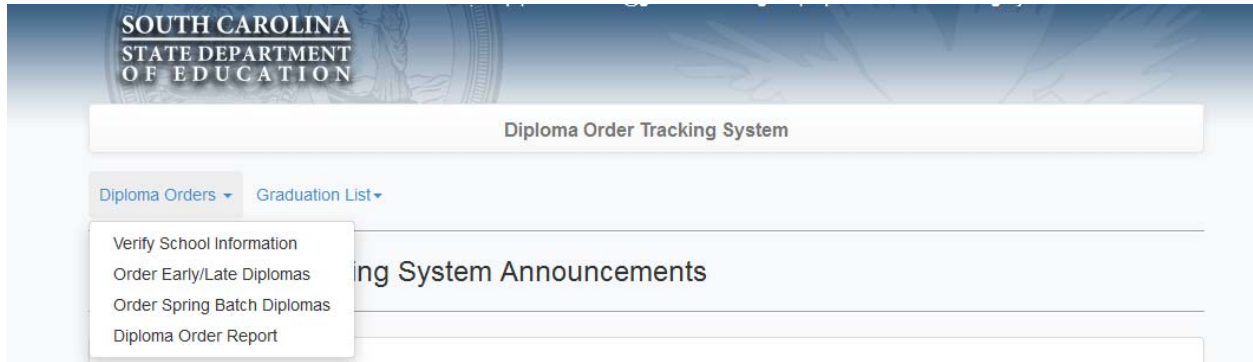 SOUTH CAROLINA
STATE DEPARTMENT
OF EDUCATION
Diploma Order Tracking System
Diploma Orders Graduation List
Verify School Information
Order Early/Late Diplomas
ing System Announcements
Order Spring Batch Diplomas
Diploma Order Report